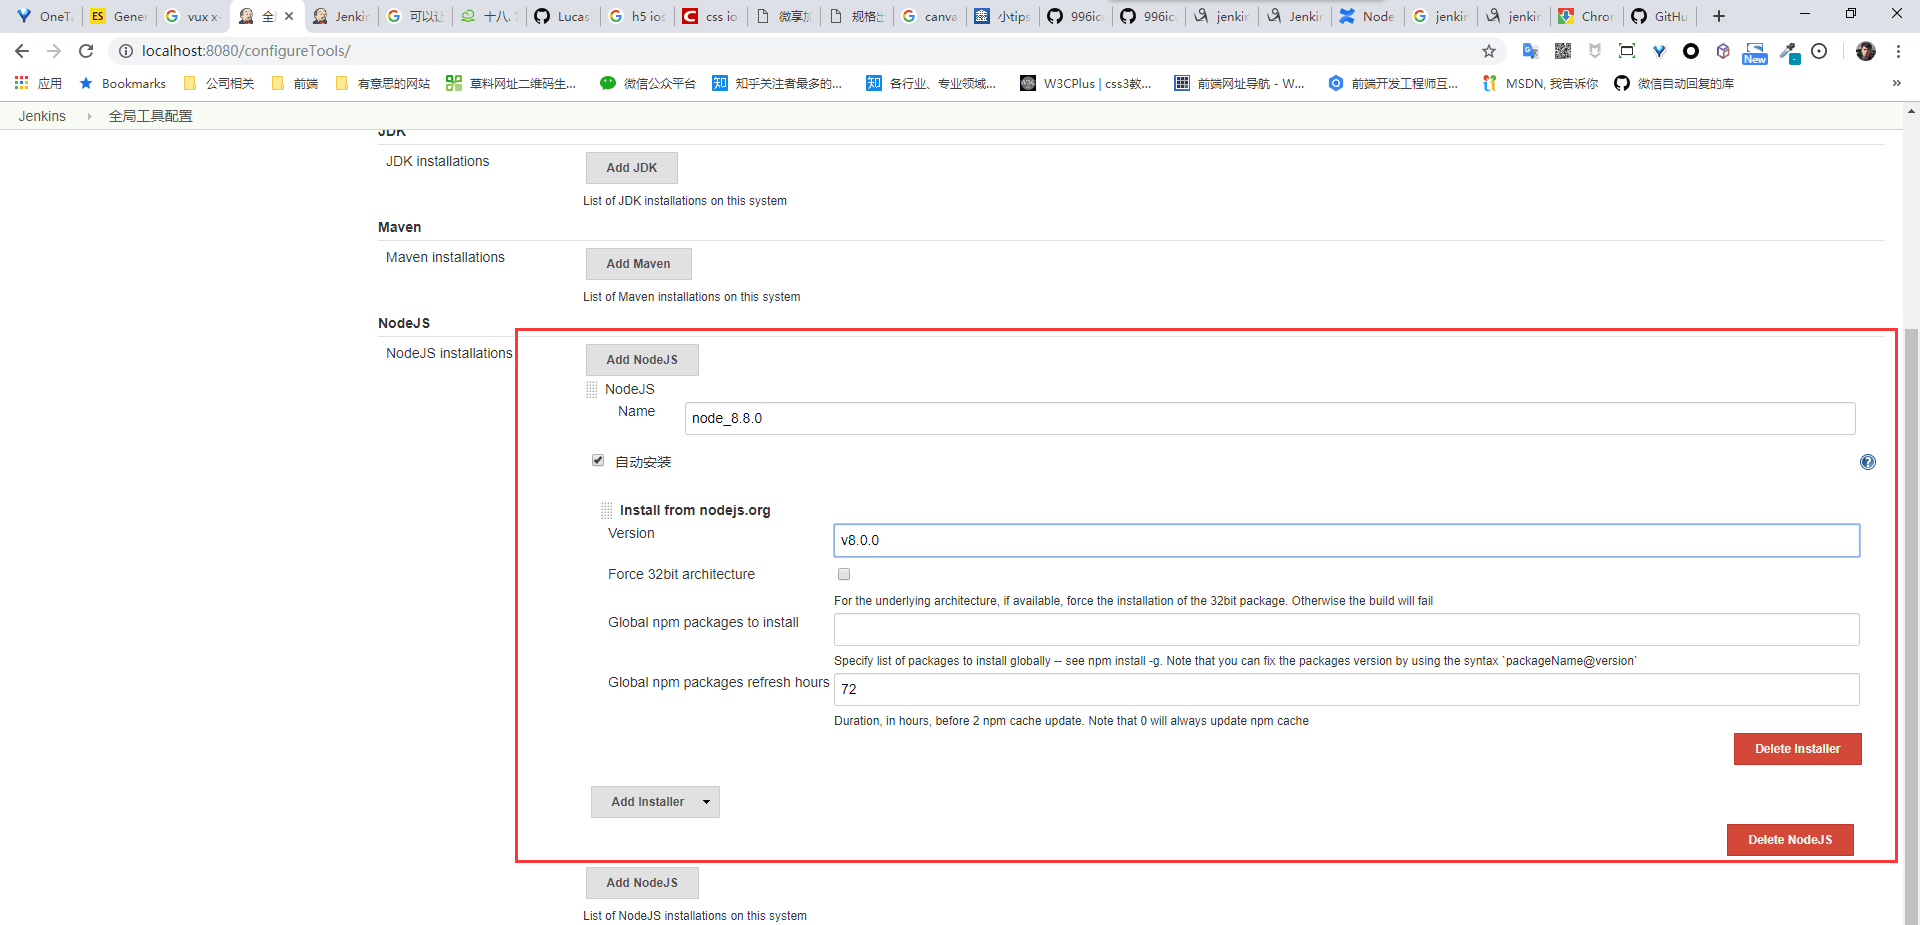 OneTa
ES Gener
vux x-
全局
Jenkin
可以让
十八、
Lucas
h5 ios
css io
微享加
规格出
canva
小tips
996ic
996ic
jenkin
Jenkin
Node.
jenkin
jenkin
Chror
GitHu
localhost:8080/configureTools/
New
应用
Bookmarks
公司相关
前端
有意思的网站
草料网址二维码生...
微信公众平台
知 知乎关注者最多的...
知 各行业、专业领域...
W3CPlus | css3教...
前端网址导航 - W...
前端开发工程师互...
MSDN, 我告诉你
微信自动回复的库
»
Jenkins
全局工具配置
JDK
JDK installations
Add JDK
List of JDK installations on this system
Maven
Maven installations
Add Maven
List of Maven installations on this system
NodeJS
NodeJS installations
Add NodeJS
NodeJS
Name
node_8.8.0
自动安装
Install from nodejs.org
Version
v8.0.0
Force 32bit architecture
For the underlying architecture, if available, force the installation of the 32bit package. Otherwise the build will fail
Global npm packages to install
Specify list of packages to install globally -- see npm install -g. Note that you can fix the packages version by using the syntax `packageName@version`
Global npm packages refresh hours
72
Duration, in hours, before 2 npm cache update. Note that 0 will always update npm cache
Delete Installer
Add Installer
Delete NodeJS
Add NodeJS
List of NodeJS installations on this system